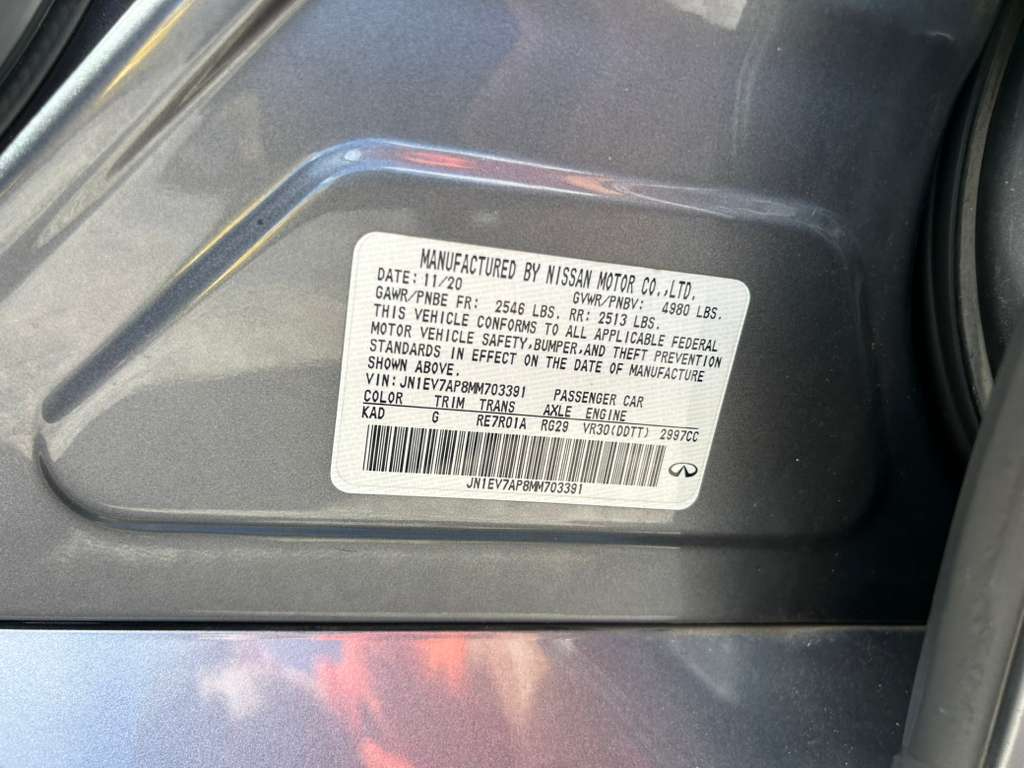 MANUFACTURED BY NISSAN MOTOR CO.,LTD.
DATE: 11/20 GVWR/PNBV: 4980 LBS.
GAWR/PNBE FR: 2546 LBS. RR: 2513 LBS.
THIS VEHICLE CONFORMS TO ALL APPLICABLE FEDERAL
MOTOR VEHICLE SAFETY,BUMPER,AND THEFT PREVENTION
STANDARDS IN EFFECT ON THE DATE OF MANUFACTURE
SHOWN ABOVE.
VIN: JN1EV7AP8MM703391 PASSENGER CAR
COLOR TRIM TRANS AXLE ENGINE
KAD G RE7R01A RG29 VR30(DDTT) 2997CC
JN1EV7AP8MM703391